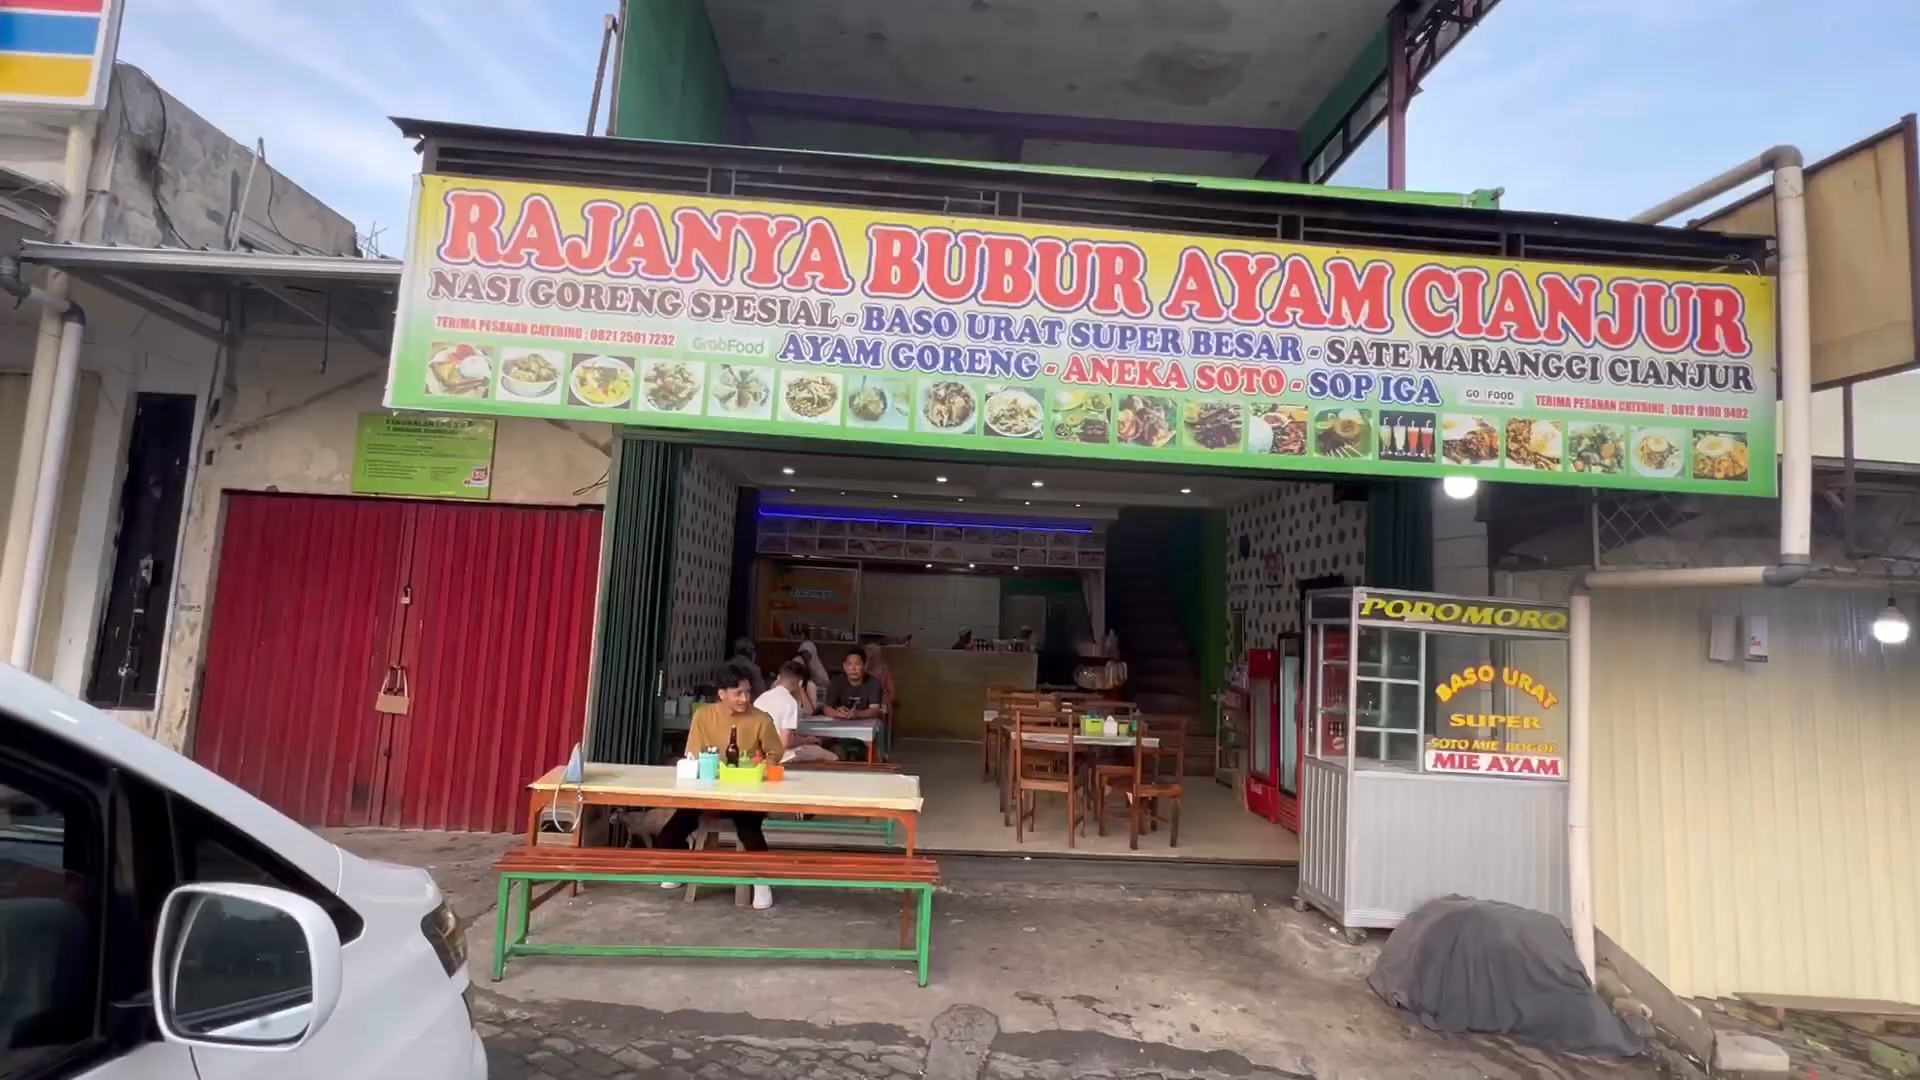 RAJANYA BUBUR AYAM CIANJUR
NASI GORENG SPESIAL - BASO URAT SUPER BESAR - SATE MARANGGI CIANJUR
TERIMA PESANAN CATERING : 0821 2501 7232
GrabFood
AYAM GORENG - ANEKA SOTO - SOP IGA
GO FOOD
TERIMA PESANAN CATERING : 0812 9100 9492
PODOMORO
BASO URAT
SUPER
SOTO MIE BOGOR
MIE AYAM